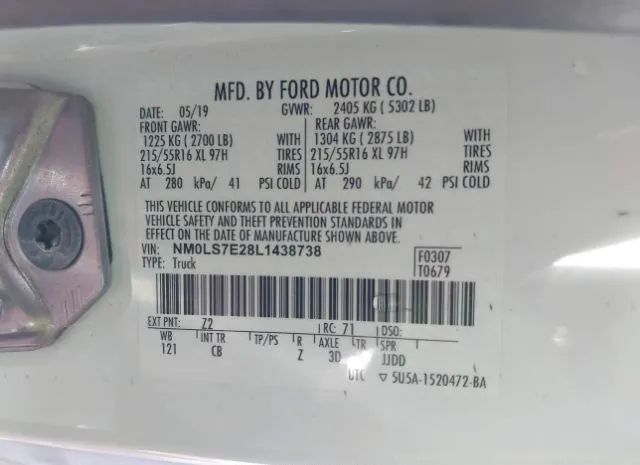 MFD. BY FORD MOTOR CO.
DATE: 05/19 GVWR: 2405 KG ( 5302 LB)
FRONT GAWR: REAR GAWR:
1225 KG ( 2700 LB) WITH 1304 KG ( 2875 LB) WITH
215/55R16 XL 97H TIRES 215/55R16 XL 97H TIRES
16x6.5J RIMS 16x6.5J RIMS
AT 280 kPa/ 41 PSI COLD AT 290 kPa/ 42 PSI COLD
THIS VEHICLE CONFORMS TO ALL APPLICABLE FEDERAL MOTOR
VEHICLE SAFETY AND THEFT PREVENTION STANDARDS IN
EFFECT ON THE DATE OF MANUFACTURE SHOWN ABOVE.
VIN: NM0LS7E28L1438738 F0307
TYPE: Truck T0679
EXT PNT: Z2 RC: 71 DSO:
WB INT TR TP/PS R AXLE TR SPR
121 CB Z 3D JJDD
UTC ▽ 5U5A-1520472-BA